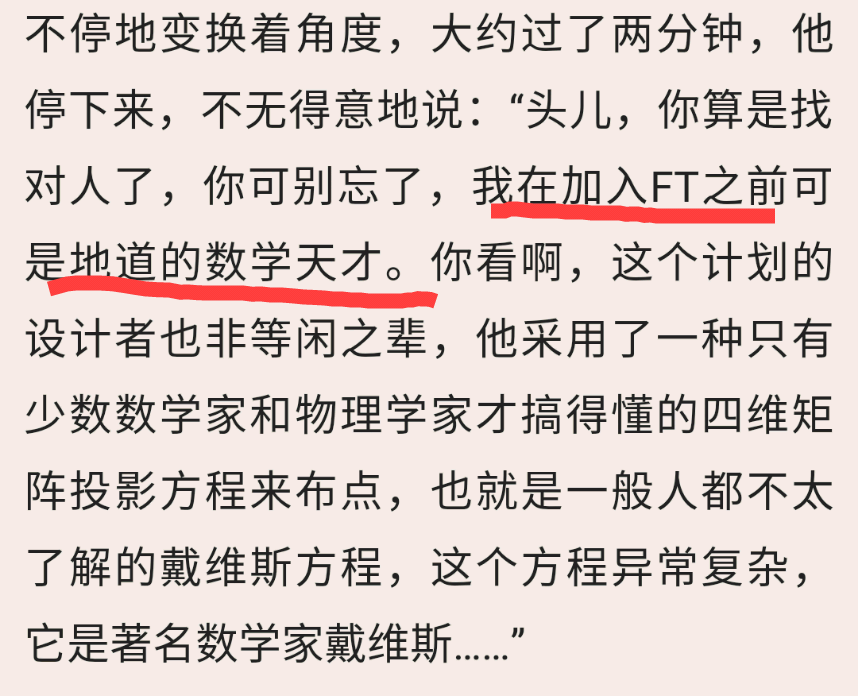 不停地变换着角度，大约过了两分钟，他
停下来，不无得意地说：“头儿，你算是找
对人了，你可别忘了，我在加入FT之前可
是地道的数学天才。你看啊，这个计划的
设计者也非等闲之辈，他采用了一种只有
少数数学家和物理学家才搞得懂的四维矩
阵投影方程来布点，也就是一般人都不太
了解的戴维斯方程，这个方程异常复杂，
它是著名数学家戴维斯……”